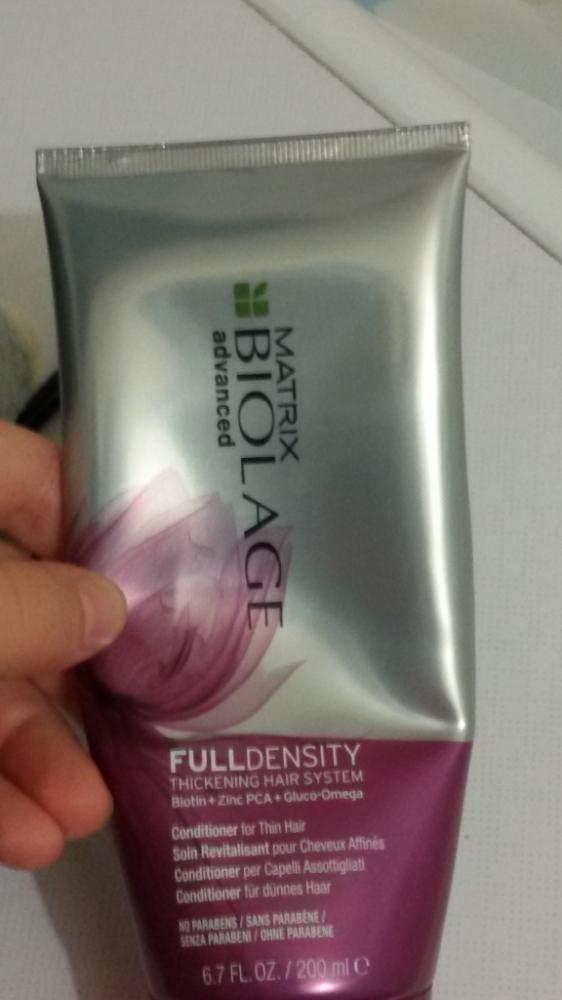 MATRIX
BIOLAGE
advanced
FULLDENSITY
THICKENING HAIR SYSTEM
Biotin + Zinc PCA + Gluco-Omega
Conditioner for Thin Hair
Soin Revitalisant pour Cheveux Affinés
Conditioner per Capelli Assottigliati
Conditioner für dünnes Haar
NO PARABENS / SANS PARABÈNE /
SENZA PARABENI / OHNE PARABENE
6.7 FL. OZ. / 200 ml ℮